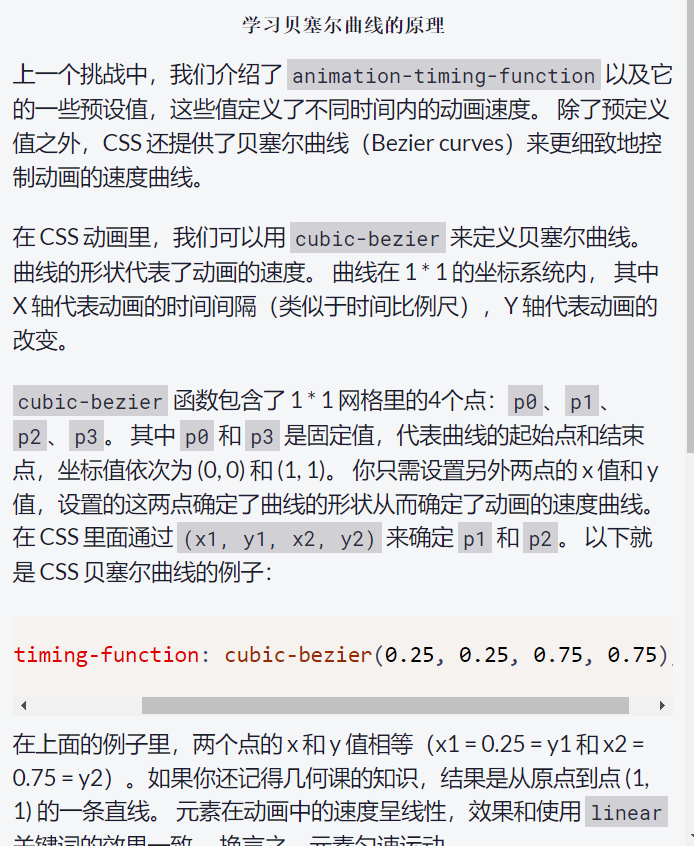 学习贝塞尔曲线的原理
上一个挑战中，我们介绍了 animation-timing-function 以及它
的一些预设值，这些值定义了不同时间内的动画速度。 除了预定义
值之外，CSS 还提供了贝塞尔曲线（Bezier curves）来更细致地控
制动画的速度曲线。
在 CSS 动画里，我们可以用 cubic-bezier 来定义贝塞尔曲线。
曲线的形状代表了动画的速度。 曲线在 1 * 1 的坐标系统内， 其中
X 轴代表动画的时间间隔（类似于时间比例尺），Y 轴代表动画的
改变。
cubic-bezier 函数包含了 1 * 1 网格里的4个点：p0、p1、
p2、p3。 其中 p0 和 p3 是固定值，代表曲线的起始点和结束
点，坐标值依次为 (0, 0) 和 (1, 1)。 你只需设置另外两点的 x 值和 y
值，设置的这两点确定了曲线的形状从而确定了动画的速度曲线。
在 CSS 里面通过 (x1, y1, x2, y2) 来确定 p1 和 p2。 以下就
是 CSS 贝塞尔曲线的例子：
timing-function: cubic-bezier(0.25, 0.25, 0.75, 0.75);
在上面的例子里，两个点的 x 和 y 值相等（x1 = 0.25 = y1 和 x2 =
0.75 = y2）。如果你还记得几何课的知识，结果是从原点到点 (1,
1) 的一条直线。 元素在动画中的速度呈线性，效果和使用 linear
关键词的效果一致。 换言之，元素匀速运动